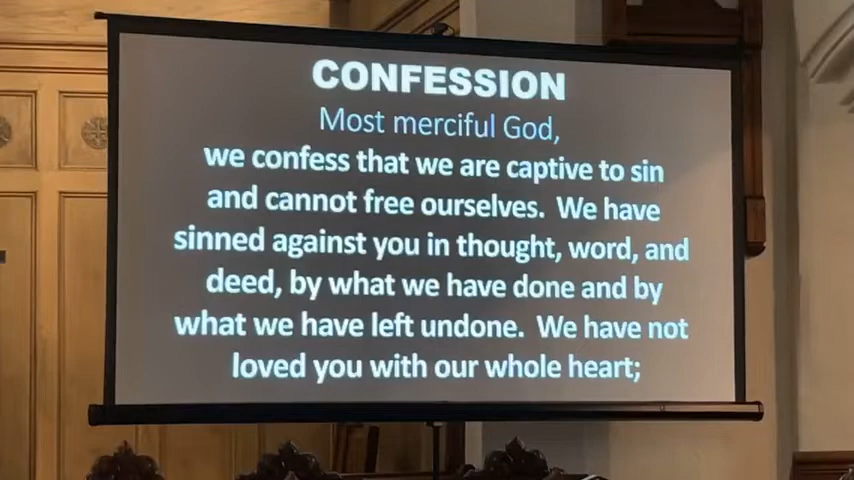 CONFESSION
Most merciful God,
we confess that we are captive to sin
and cannot free ourselves.  We have
sinned against you in thought, word, and
deed, by what we have done and by
what we have left undone.  We have not
loved you with our whole heart;